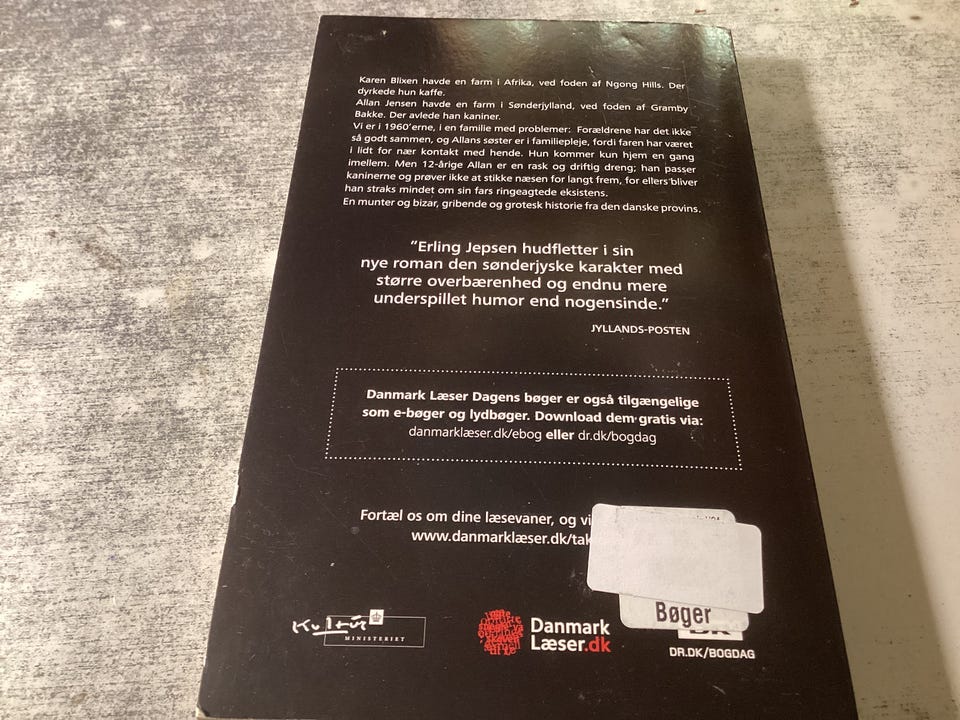 Karen Blixen havde en farm i Afrika, ved foden af Ngong Hills. Der
dyrkede hun kaffe.
Allan Jensen havde en farm i Sønderjylland, ved foden af Gramby
Bakke. Der avlede han kaniner.
Vi er i 1960'erne, i en familie med problemer: Forældrene har det ikke
så godt sammen, og Allans søster er i familiepleje, fordi faren har været
i lidt for nær kontakt med hende. Hun kommer kun hjem en gang
imellem. Men 12-årige Allan er en rask og driftig dreng; han passer
kaninerne og prøver ikke at stikke næsen for langt frem, for ellers bliver
han straks mindet om sin fars ringeagtede eksistens.
En munter og bizar, gribende og grotesk historie fra den danske provins.
"Erling Jepsen hudfletter i sin
nye roman den sønderjyske karakter med
større overbærenhed og endnu mere
underspillet humor end nogensinde."
JYLLANDS-POSTEN
Danmark Læser Dagens bøger er også tilgængelige
som e-bøger og lydbøger. Download dem gratis via:
danmarklæser.dk/ebog eller dr.dk/bogdag
Fortæl os om dine læsevaner, og
www.danmarklæser.dk/tak
Bøger
Kultur
MINISTERIET
Danmark
Læser.dk
DR
DR.DK/BOGDAG